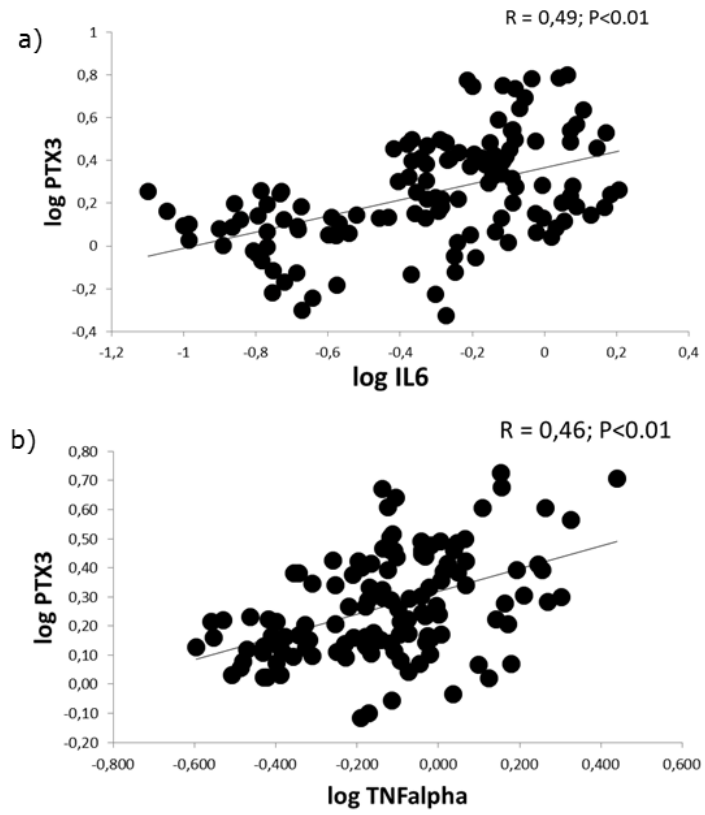 a)
R = 0,49; P<0.01
log PTX3
1
0,8
0,6
0,4
0,2
0
-0,2
-0,4
-1,2 -1 -0,8 -0,6 -0,4 -0,2 0 0,2 0,4
log IL6
b)
R = 0,46; P<0.01
log PTX3
0,80
0,70
0,60
0,50
0,40
0,30
0,20
0,10
0,00
-0,10
-0,20
-0,800 -0,600 -0,400 -0,200 0,000 0,200 0,400 0,600
log TNFalpha